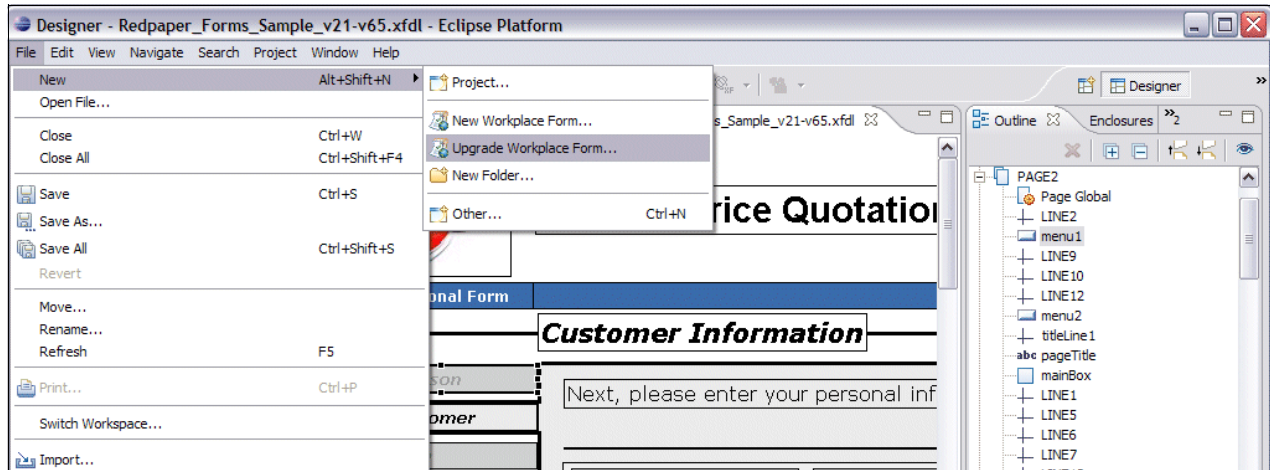 Designer - Redpaper_Forms_Sample_v21-v65.xfdl - Eclipse Platform
File Edit View Navigate Search Project Window Help
New Alt+Shift+N
Open File...
Close Ctrl+W
Close All Ctrl+Shift+F4
Save Ctrl+S
Save As...
Save All Ctrl+Shift+S
Revert
Move...
Rename...
Refresh F5
Print... Ctrl+P
Switch Workspace...
Import...
Project...
New Workplace Form...
Upgrade Workplace Form...
New Folder...
Other... Ctrl+N
Designer
s_Sample_v21-v65.xfdl
rice Quotation
onal Form
Customer Information
son
omer
Next, please enter your personal inf
Outline Enclosures »2
PAGE2
Page Global
LINE2
menu1
LINE9
LINE10
LINE12
menu2
titleLine1
abc pageTitle
mainBox
LINE1
LINE5
LINE6
LINE7